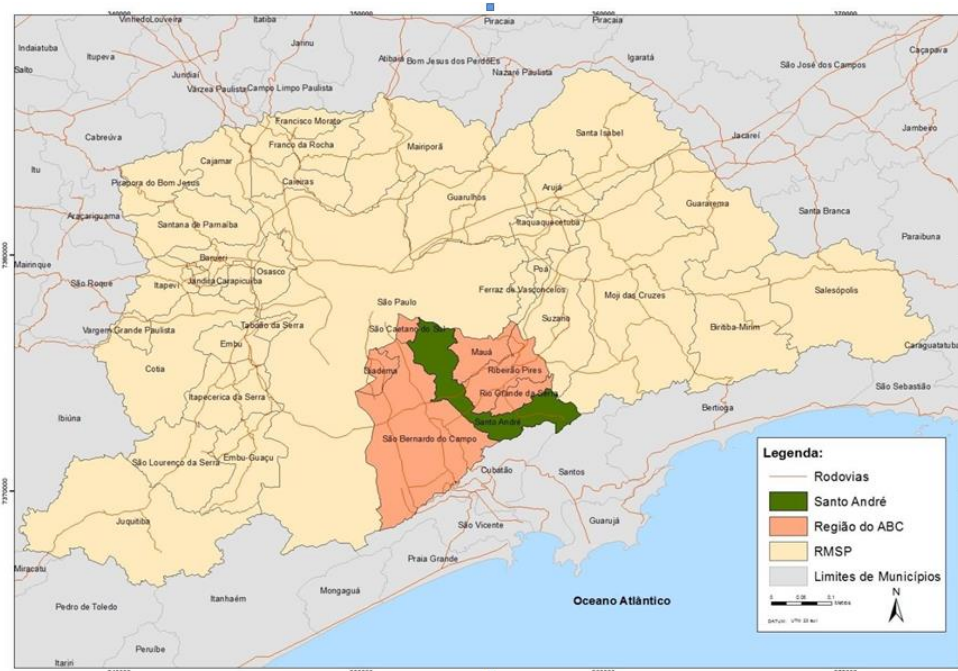 Vinhedo
Louveira
Itatiba
Piracaia
Indaiatuba
Itupeva
Jarinu
Atibaia
Bom Jesus dos Perdões
Igaratá
Caçapava
Salto
Jundiaí
Nazaré Paulista
São José dos Campos
Várzea Paulista
Campo Limpo Paulista
Cabreúva
Francisco Morato
Santa Isabel
Jambeiro
Franco da Rocha
Mairiporã
Jacareí
Itu
Cajamar
Pirapora do Bom Jesus
Caieiras
Arujá
Guarulhos
Guararema
Araçariguama
Santana de Parnaíba
Itaquaquecetuba
Santa Branca
7380000
Paraibuna
Mairinque
Barueri
Osasco
Poá
São Roque
Itapevi
Jandira
Carapicuíba
Ferraz de Vasconcelos
Moji das Cruzes
Salesópolis
São Paulo
Vargem Grande Paulista
Taboão da Serra
São Caetano do Sul
Suzano
Biritiba-Mirim
Embu
Caraguatatuba
Cotia
Diadema
Mauá
Ribeirão Pires
São Sebastião
Itapecerica da Serra
Rio Grande da Serra
Ibiúna
Santo André
Bertioga
São Bernardo do Campo
São Lourenço da Serra
Embu-Guaçu
Cubatão
Santos
7370000
Juquitiba
São Vicente
Guarujá
Miracatu
Praia Grande
Mongaguá
Itanhaém
Pedro de Toledo
Oceano Atlântico
Peruíbe
Itariri
Legenda:
Rodovias
Santo André
Região do ABC
RMSP
Limites de Municípios
0 0.05 0.1
N